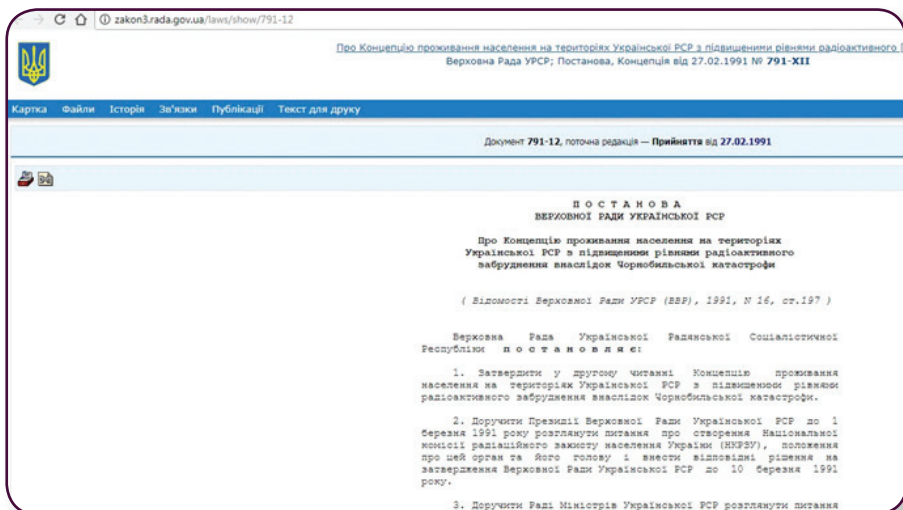 zakon3.rada.gov.ua/laws/show/791-12
Про Концепцію проживання населення на територіях Української РСР з підвищеними рівнями радіоактивного
Верховна Рада УРСР; Постанова, Концепція від 27.02.1991 № 791-XII
Картка Файли Історія Зв'язки Публікації Текст для друку
Документ 791-12, поточна редакція — Прийняття від 27.02.1991
П О С Т А Н О В А
ВЕРХОВНОЇ РАДИ УКРАЇНСЬКОЇ РСР
Про Концепцію проживання населення на територіях
Української РСР з підвищеними рівнями радіоактивного
забруднення внаслідок Чорнобильської катастрофи
( Відомості Верховної Ради УРСР (ВВР), 1991, N 16, ст.197 )
Верховна Рада Української Радянської Соціалістичної
Республіки п о с т а н о в л я є:
1. Затвердити у другому читанні Концепцію проживання
населення на територіях Української РСР з підвищеними рівнями
радіоактивного забруднення внаслідок Чорнобильської катастрофи.
2. Доручити Президії Верховної Ради Української РСР до 1
березня 1991 року розглянути питання про створення Національної
комісії радіаційного захисту населення України (НКРЗУ), положення
про цей орган та його голову і внести відповідні рішення на
затвердження Верховної Ради Української РСР до 10 березня 1991
року.
3. Доручити Раді Міністрів Української РСР розглянути питання